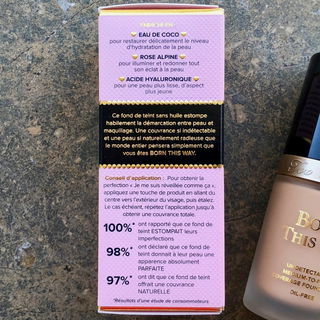 EAU DE COCO
pour restaurer délicatement le niveau
d'hydratation de la peau
ROSE ALPINE
pour illuminer et redonner tout
son éclat à la peau
ACIDE HYALURONIQUE
pour une peau plus lisse, d'aspect
plus jeune
Ce fond de teint sans huile estompe
habilement la démarcation entre peau et
maquillage. Une couvrance si indétectable
et une peau si naturellement radieuse que
le monde entier pensera simplement que
vous êtes BORN THIS WAY.
Conseil d'application : Pour obtenir la
perfection « Je me suis réveillée comme ça »,
appliquez une touche de produit en allant du
centre vers l'extérieur du visage, puis étalez.
Le cas échéant, répétez l'application jusqu'à
obtenir une couvrance totale.
100%* ont rapporté que ce fond de
teint ESTOMPAIT leurs
imperfections
98%* ont déclaré que ce fond de
teint donnait à leur peau une
apparence absolument
PARFAITE
97%* ont dit que ce fond de teint
offrait une couvrance
NATURELLE
*Résultats d'une étude de consommateurs
Too
BO
THIS
UNDETECTAB
MEDIUM-TO-F
COVERAGE FOUND
OIL-FREE